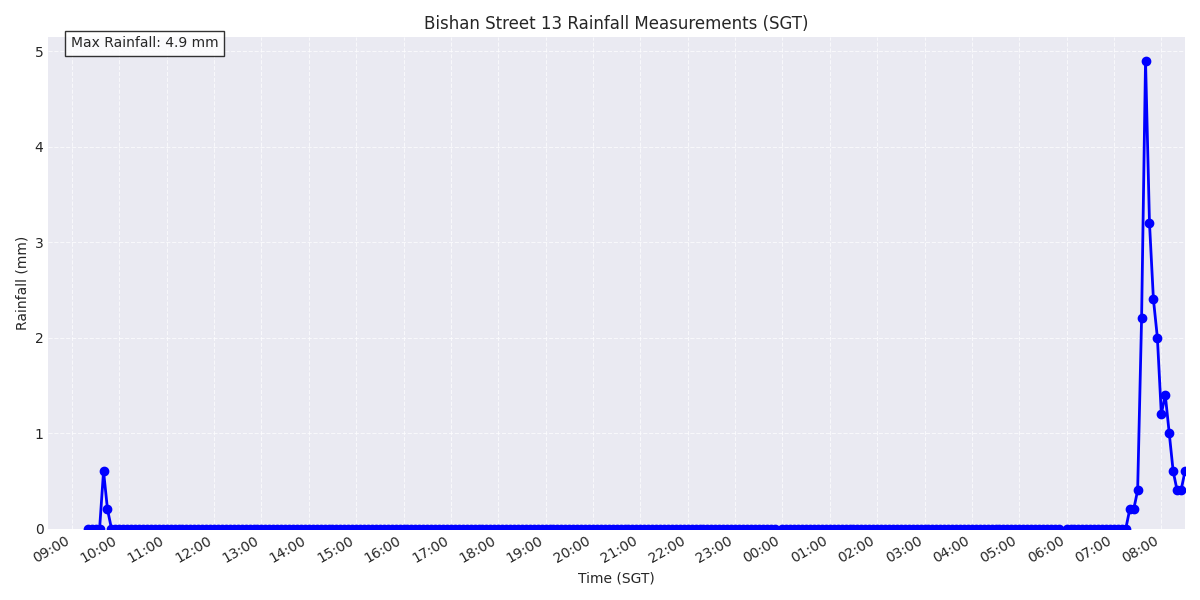 Bishan Street 13 Rainfall Measurements (SGT)
Max Rainfall: 4.9 mm
Rainfall (mm)
5
4
3
2
1
0
09:00 10:00 11:00 12:00 13:00 14:00 15:00 16:00 17:00 18:00 19:00 20:00 21:00 22:00 23:00 00:00 01:00 02:00 03:00 04:00 05:00 06:00 07:00 08:00
Time (SGT)